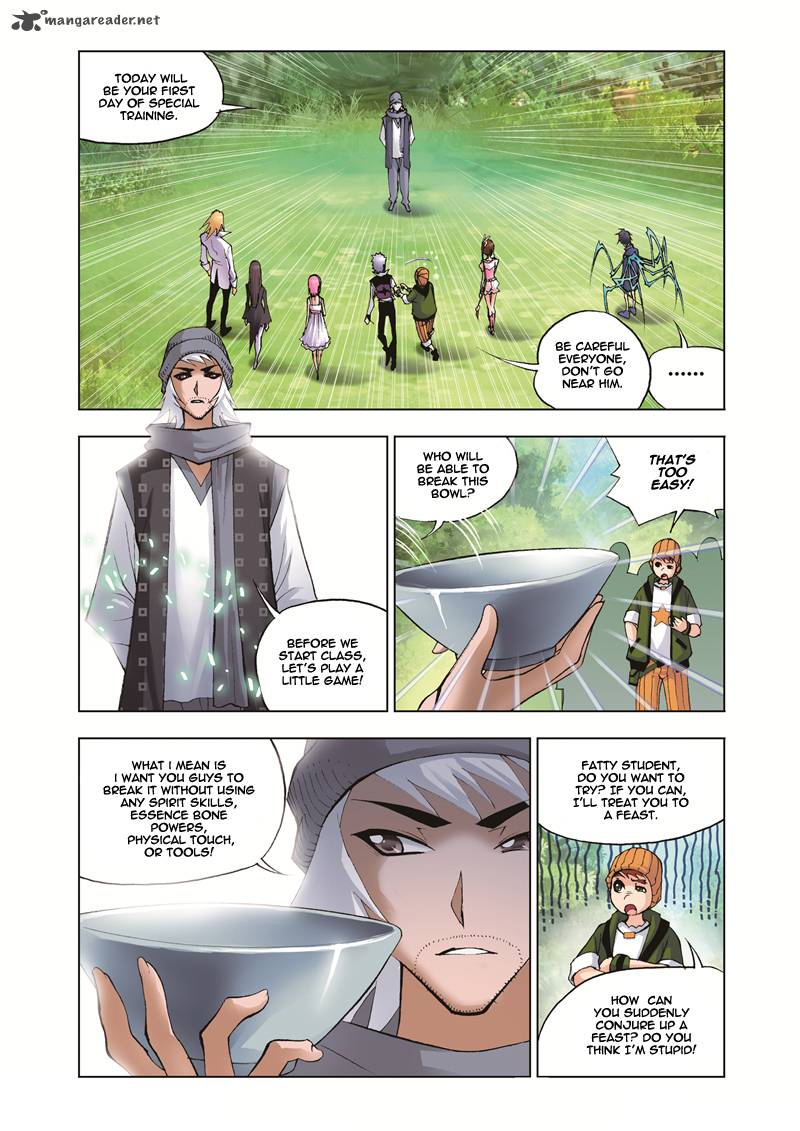 mangareader.net
TODAY WILL
BE YOUR FIRST
DAY OF SPECIAL
TRAINING.
BE CAREFUL
EVERYONE,
DON'T GO
NEAR HIM.
......
BEFORE WE
START CLASS,
LET'S PLAY A
LITTLE GAME!
WHO WILL
BE ABLE TO
BREAK THIS
BOWL?
THAT'S
TOO
EASY!
WHAT I MEAN IS
I WANT YOU GUYS TO
BREAK IT WITHOUT USING
ANY SPIRIT SKILLS,
ESSENCE BONE
POWERS,
PHYSICAL TOUCH,
OR TOOLS!
FATTY STUDENT,
DO YOU WANT TO
TRY? IF YOU CAN,
I'LL TREAT YOU TO
A FEAST.
HOW CAN
YOU SUDDENLY
CONJURE UP A
FEAST? DO YOU
THINK I'M STUPID!